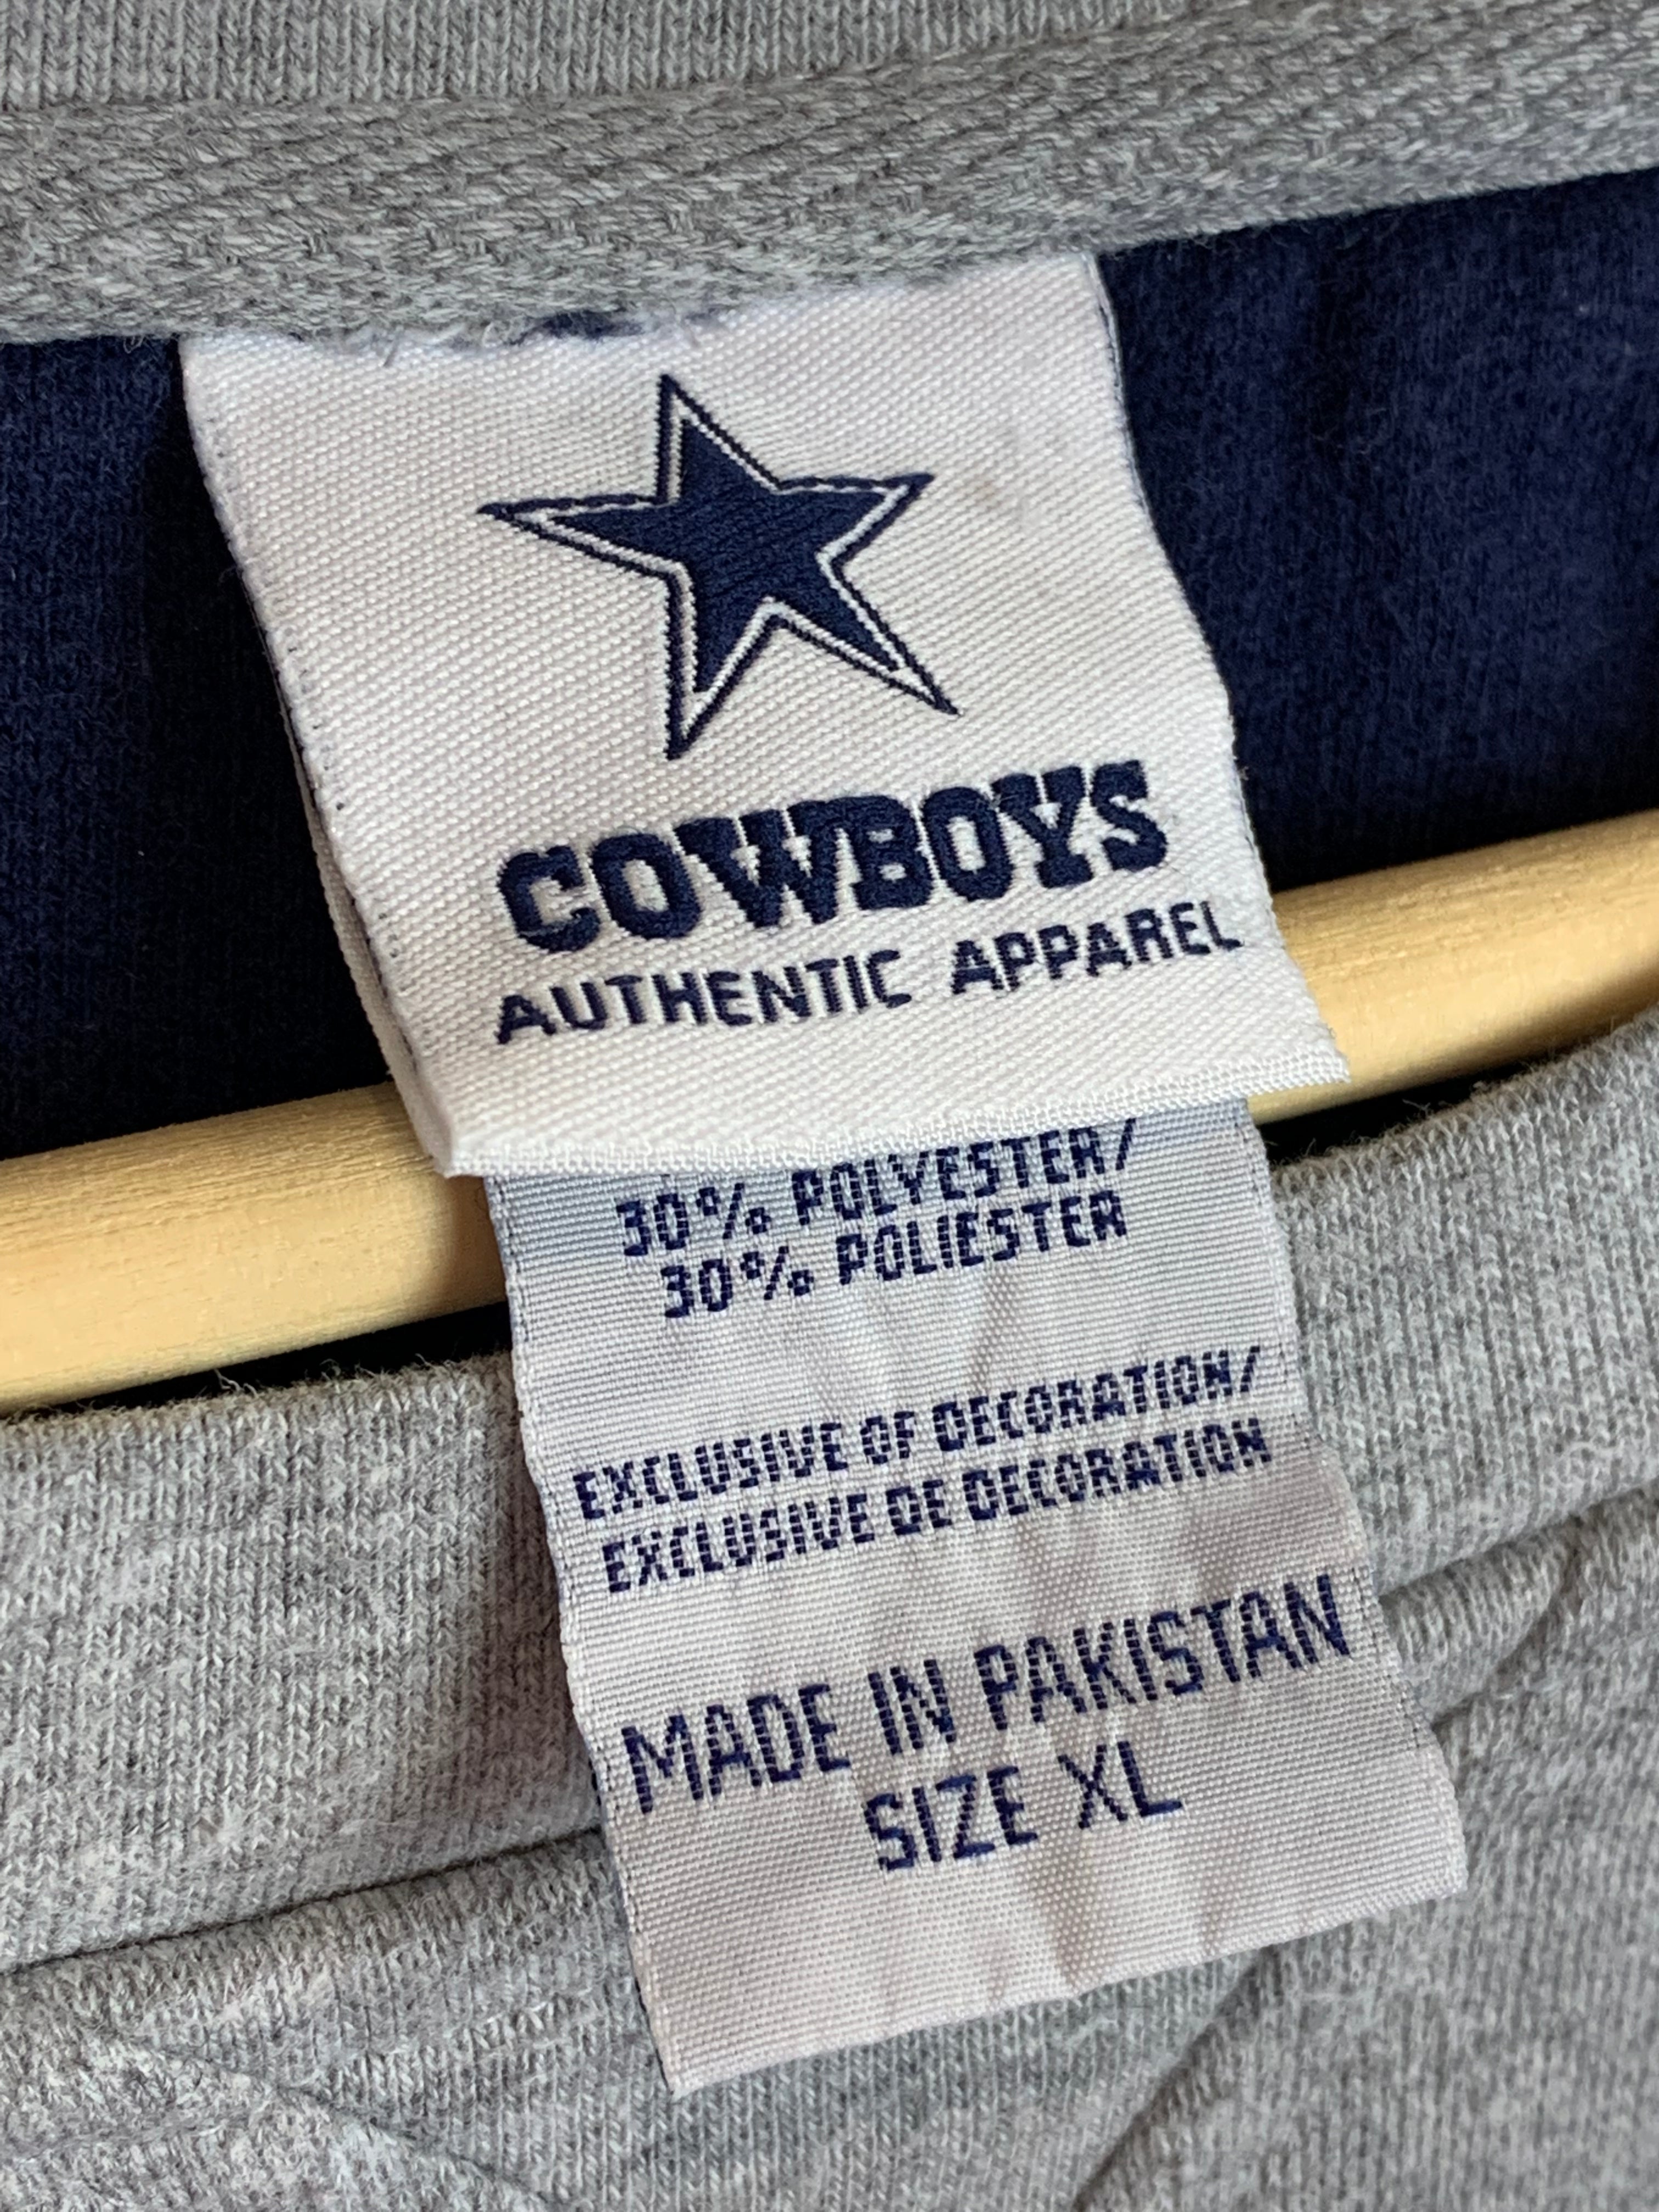 COWBOYS
AUTHENTIC APPAREL
30% POLYESTER/
30% POLIESTER
EXCLUSIVE OF DECORATION/
EXCLUSIVE DE DECORATION
MADE IN PAKISTAN
SIZE XL